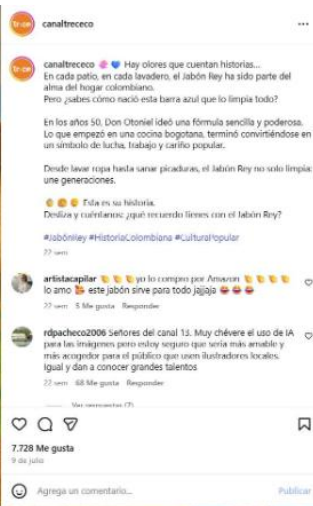 canaltrececo
canaltrececo Hay olores que cuentan historias...
En cada patio, en cada lavadero, el Jabón Rey ha sido parte del
alma del hogar colombiano.
Pero ¿sabes cómo nació esta barra azul que lo limpia todo?
En los años 50, Don Otoniel ideó una fórmula sencilla y poderosa.
Lo que empezó en una cocina bogotana, terminó convirtiéndose en
un símbolo de lucha, trabajo y cariño popular.
Desde lavar ropa hasta sanar picaduras, el Jabón Rey no solo limpia:
une generaciones.
Esta es su historia.
Desliza y cuéntanos: ¿qué recuerdo tienes con el Jabón Rey?
#JabónRey #HistoriaColombiana #CulturaPopular
22 sem
artistacapilar yo lo compro por Amazon
lo amo este jabón sirve para todo jajjaja
22 sem 5 Me gusta Responder
rdpacheco2006 Señores del canal 13. Muy chévere el uso de IA
para las imágenes pero estoy seguro que sería más amable y
más acogedor para el público que usen ilustradores locales.
igual y dan a conocer grandes talentos
22 sem 68 Me gusta Responder
Ver respuestas (7)
7.728 Me gusta
9 de julio
Agrega un comentario...
Publicar